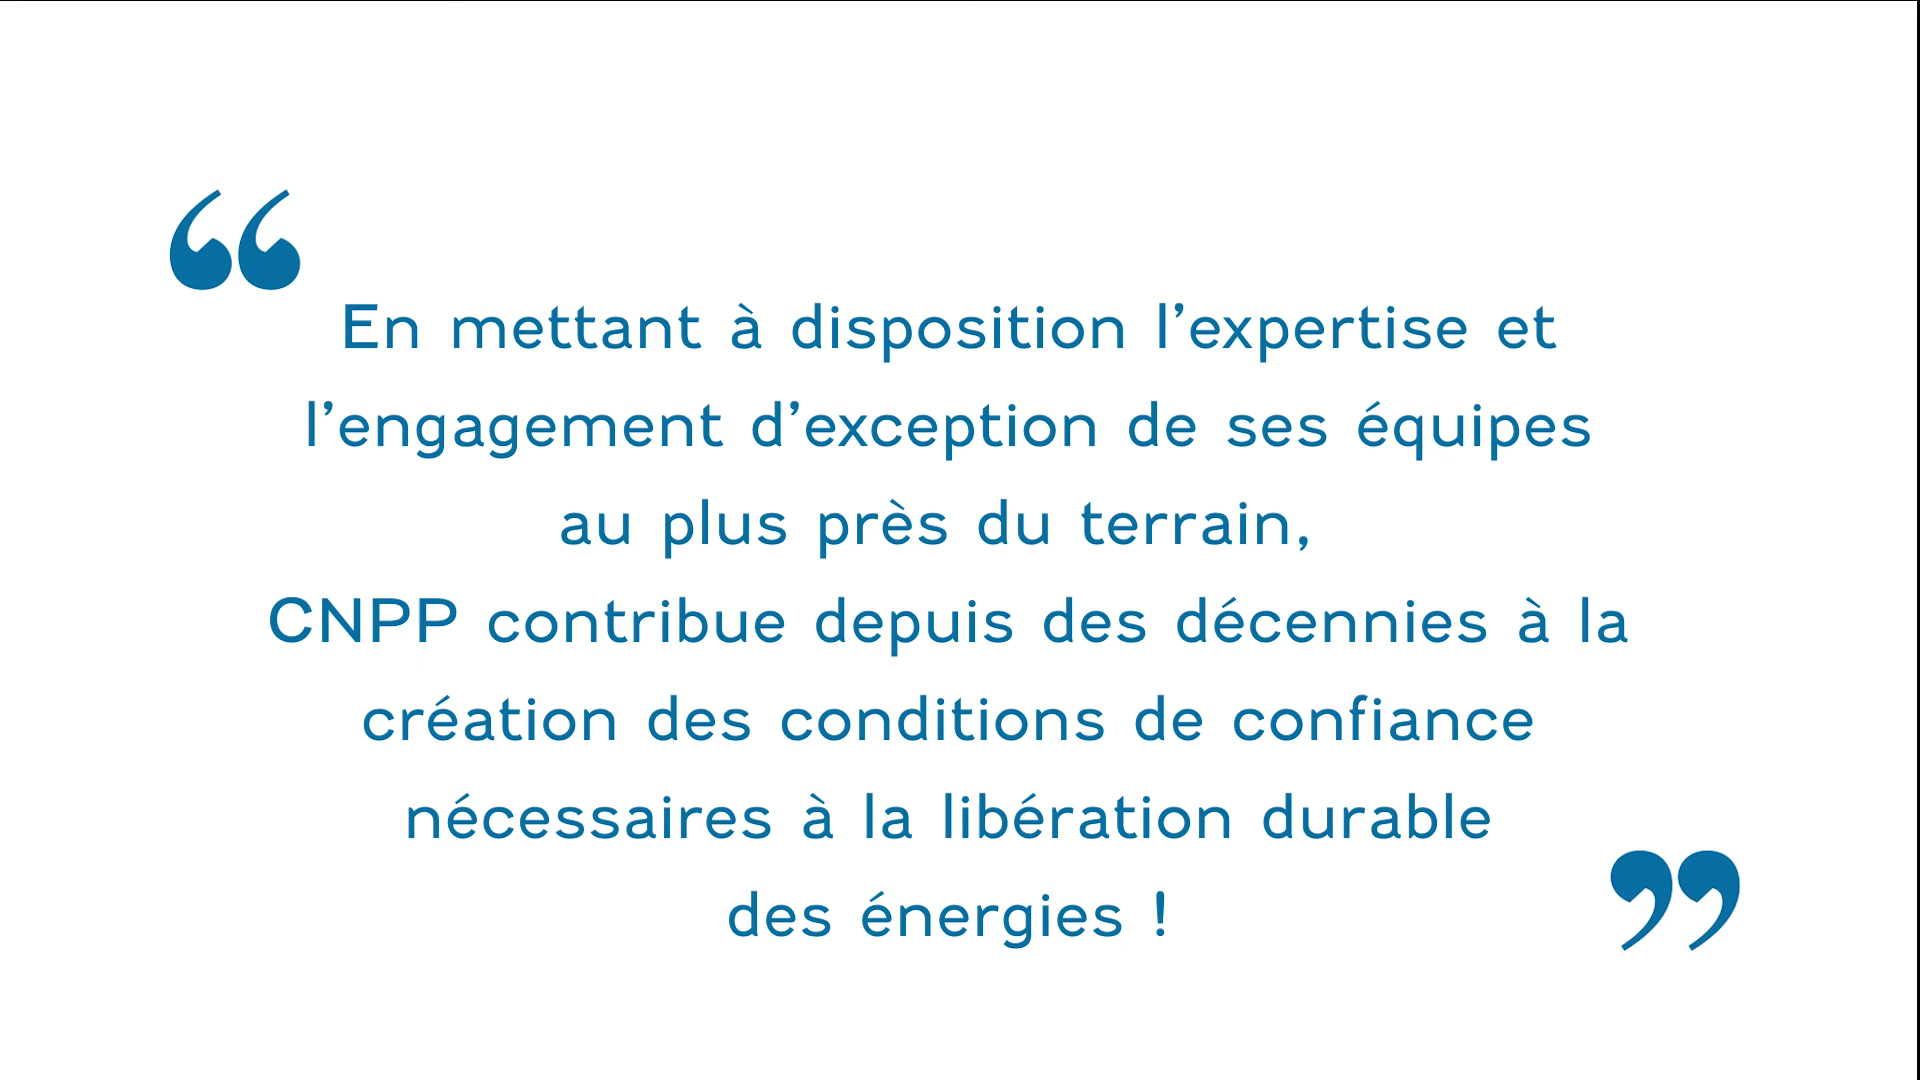 “
En mettant à disposition l’expertise et
l’engagement d’exception de ses équipes
au plus près du terrain,
CNPP contribue depuis des décennies à la
création des conditions de confiance
nécessaires à la libération durable
des énergies !
”